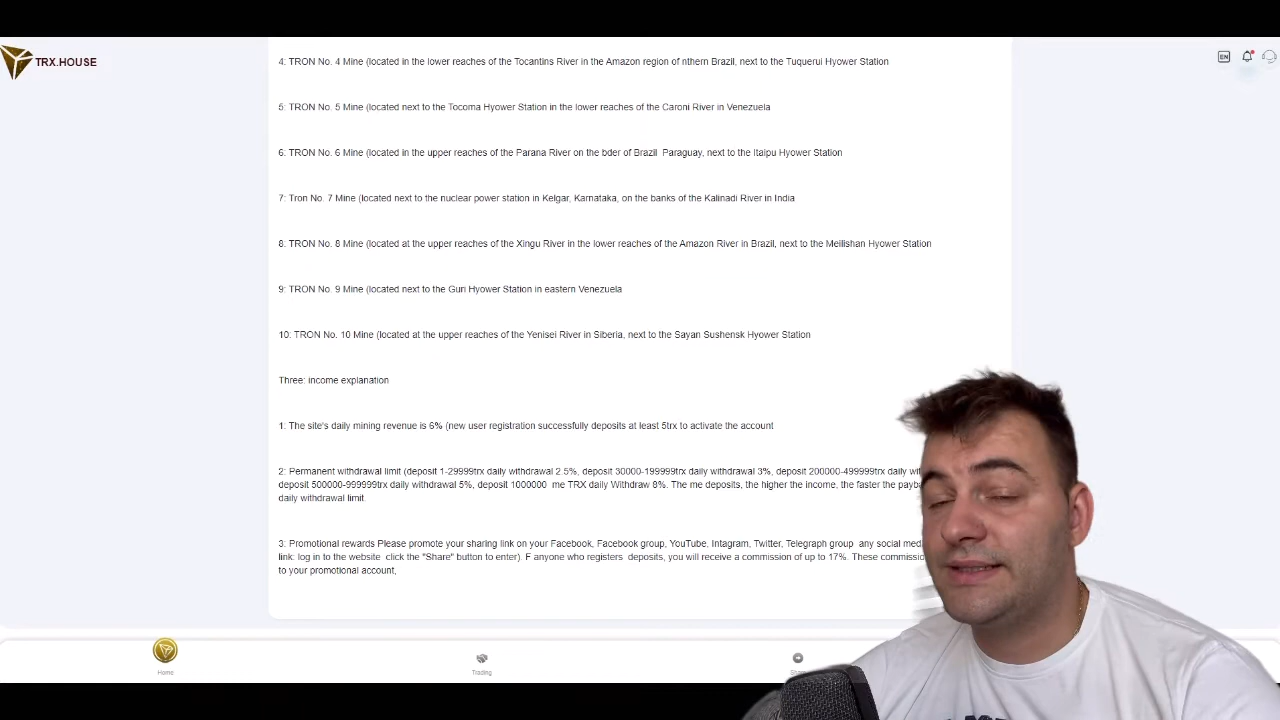 TRX.HOUSE
EN
4: TRON No. 4 Mine (located in the lower reaches of the Tocantins River in the Amazon region of nthern Brazil, next to the Tuquerui Hyower Station
5: TRON No. 5 Mine (located next to the Tocoma Hyower Station in the lower reaches of the Caroni River in Venezuela
6: TRON No. 6 Mine (located in the upper reaches of the Parana River on the bder of Brazil Paraguay, next to the Itaipu Hyower Station
7: Tron No. 7 Mine (located next to the nuclear power station in Kelgar, Karnataka, on the banks of the Kalinadi River in India
8: TRON No. 8 Mine (located at the upper reaches of the Xingu River in the lower reaches of the Amazon River in Brazil, next to the Meilishan Hyower Station
9: TRON No. 9 Mine (located next to the Guri Hyower Station in eastern Venezuela
10: TRON No. 10 Mine (located at the upper reaches of the Yenisei River in Siberia, next to the Sayan Sushensk Hyower Station
Three: income explanation
1: The site's daily mining revenue is 6% (new user registration successfully deposits at least 5trx to activate the account
2: Permanent withdrawal limit (deposit 1-29999trx daily withdrawal 2.5%, deposit 30000-199999trx daily withdrawal 3%, deposit 200000-499999trx daily
deposit 500000-999999trx daily withdrawal 5%, deposit 1000000 me TRX daily Withdraw 8%. The me deposits, the higher the income, the faster the
daily withdrawal limit.
3: Promotional rewards Please promote your sharing link on your Facebook, Facebook group, YouTube, Intagram, Twitter, Telegraph group any social
link: log in to the website click the "Share" button to enter). F anyone who registers deposits, you will receive a commission of up to 17%. These
to your promotional account,
Home
Trading